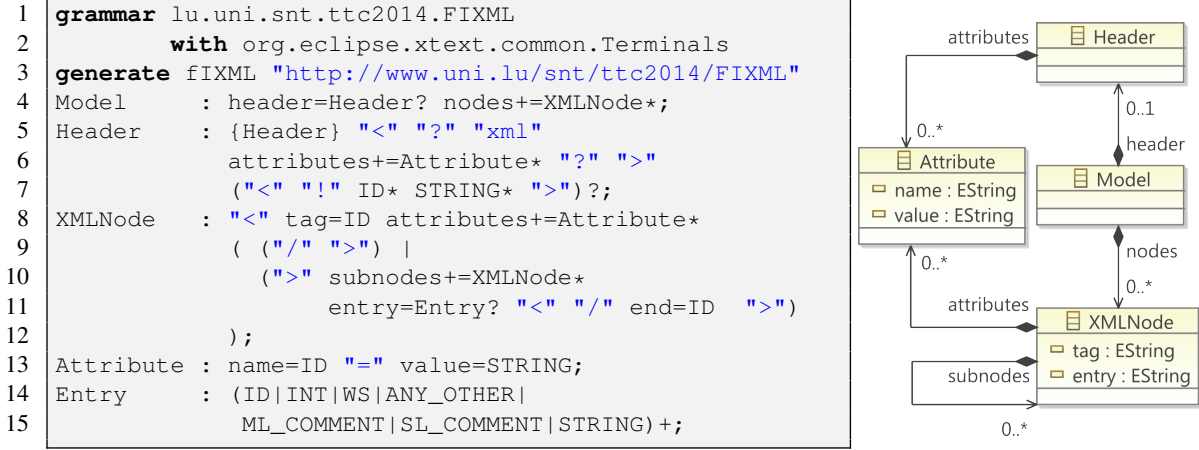 1 grammar lu.uni.snt.ttc2014.FIXML
2 with org.eclipse.xtext.common.Terminals
3 generate fIXML "http://www.uni.lu/snt/ttc2014/FIXML"
4 Model : header=Header? nodes+=XMLNode*;
5 Header : {Header} "<" "?" "xml"
6 attributes+=Attribute* "?" ">"
7 ("<" "!" ID* STRING* ">")?;
8 XMLNode : "<" tag=ID attributes+=Attribute*
9 ( ("/" ">") |
10 (">" subnodes+=XMLNode*
11 entry=Entry? "<" "/" end=ID ">")
12 );
13 Attribute : name=ID "=" value=STRING;
14 Entry : (ID|INT|WS|ANY_OTHER|
15 ML_COMMENT|SL_COMMENT|STRING)+;
attributes
Header
0..1
0..*
header
Attribute
name : EString
value : EString
Model
nodes
0..*
0..*
attributes
XMLNode
tag : EString
entry : EString
subnodes
0..*